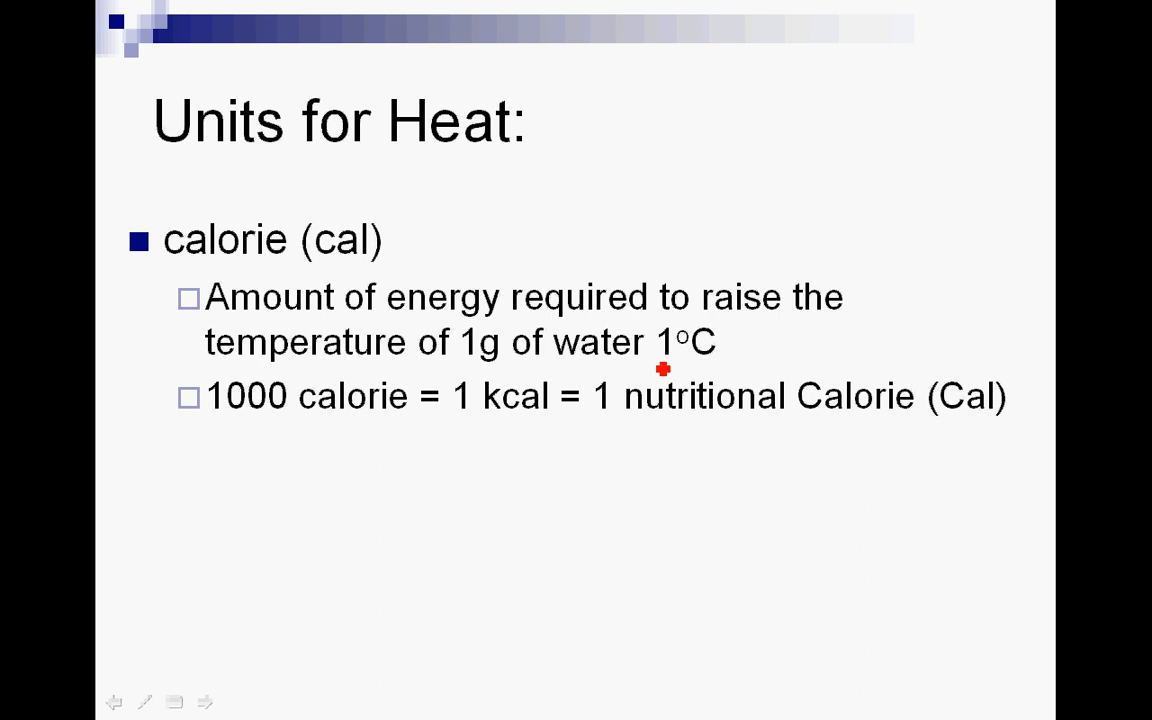 Units for Heat:
calorie (cal)
Amount of energy required to raise the
temperature of 1g of water 1°C
1000 calorie = 1 kcal = 1 nutritional Calorie (Cal)